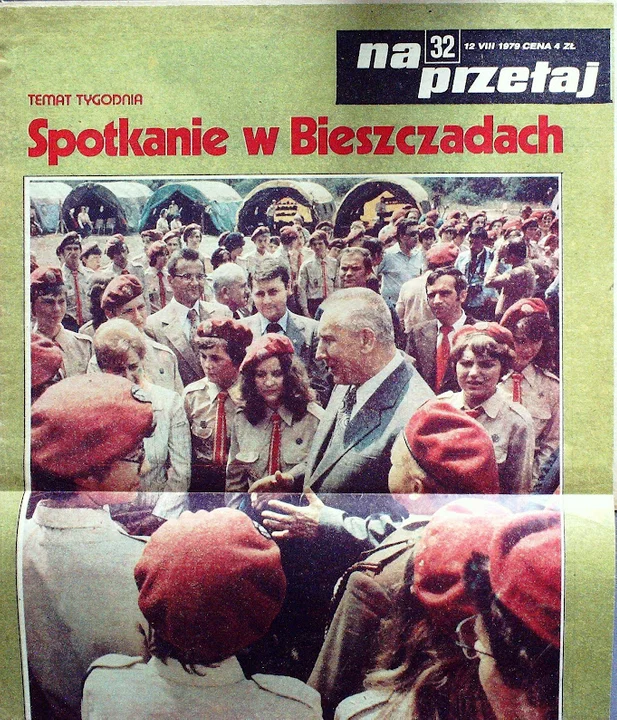 na 32 12 VIII 1979 CENA 4 ZŁ
przełaj
TEMAT TYGODNIA
Spotkanie w Bieszczadach